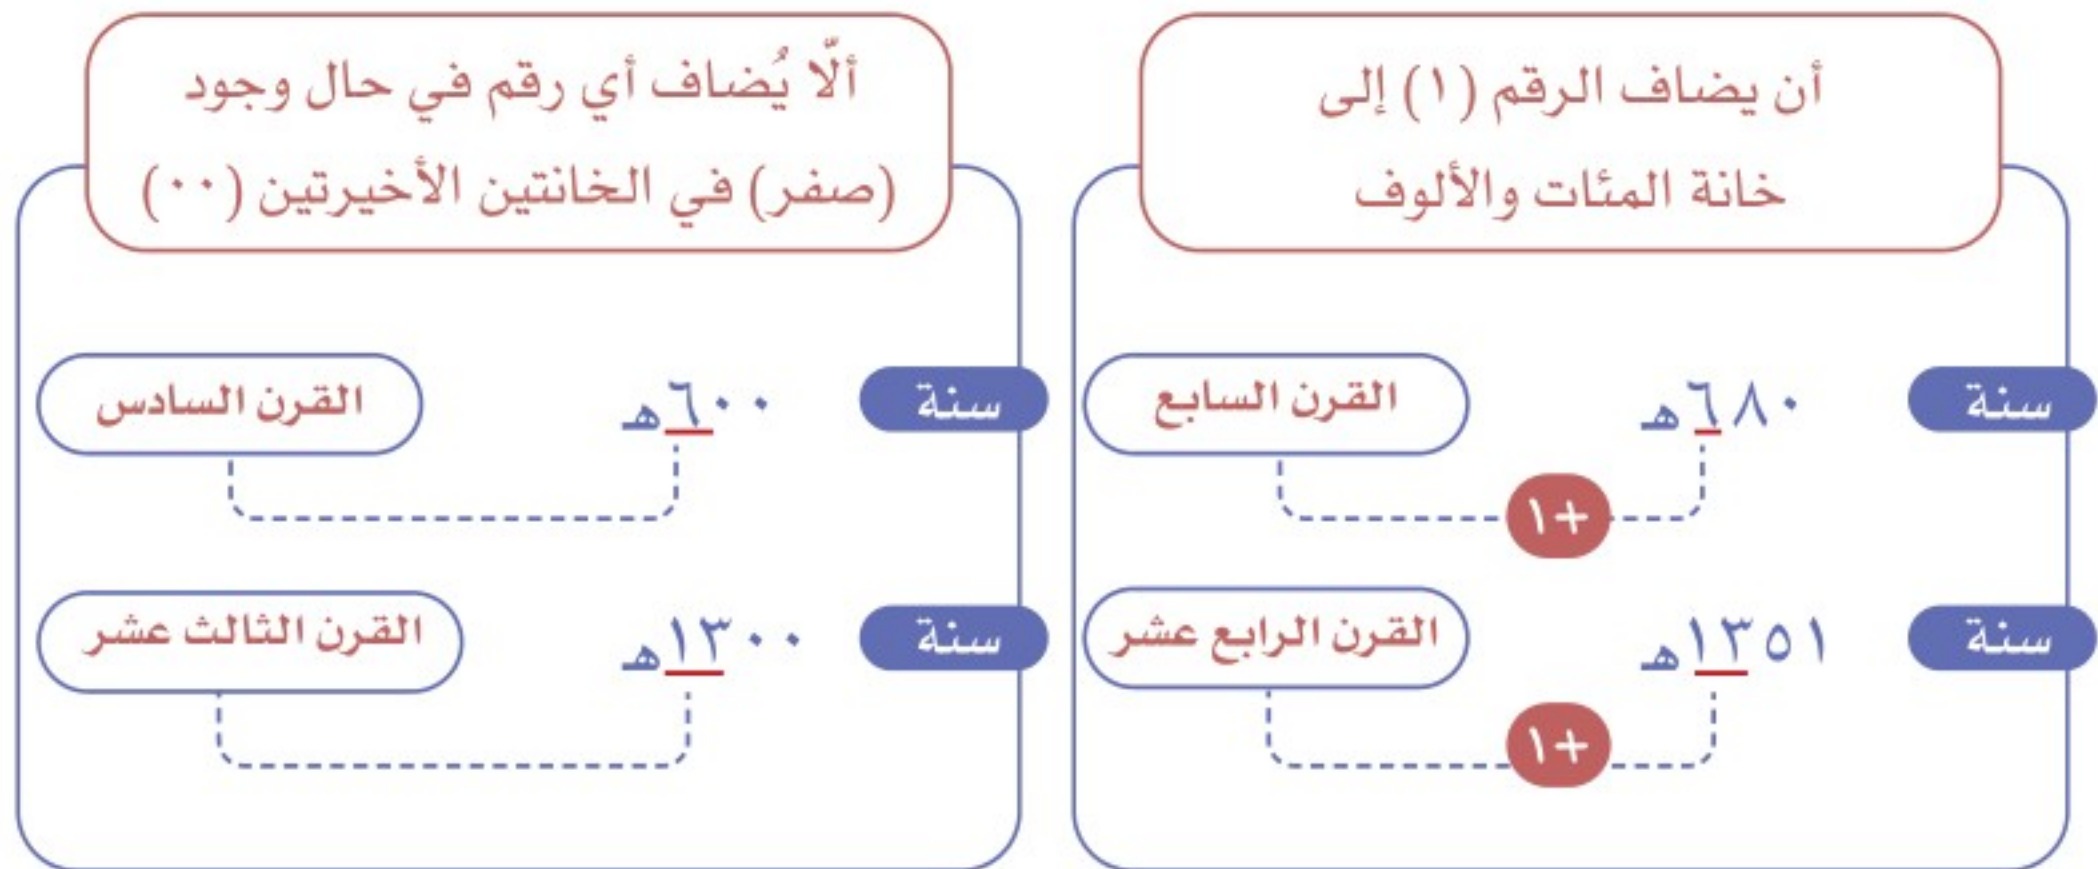 أن يضاف الرقم (١) إلى
خانة المئات والألوف
سنة
٦٨٠هـ
القرن السابع
+١
سنة
١٣٥١هـ
القرن الرابع عشر
+١
ألّا يُضاف أي رقم في حال وجود
(صفر) في الخانتين الأخيرتين (٠٠)
سنة
٦٠٠هـ
القرن السادس
سنة
١٣٠٠هـ
القرن الثالث عشر